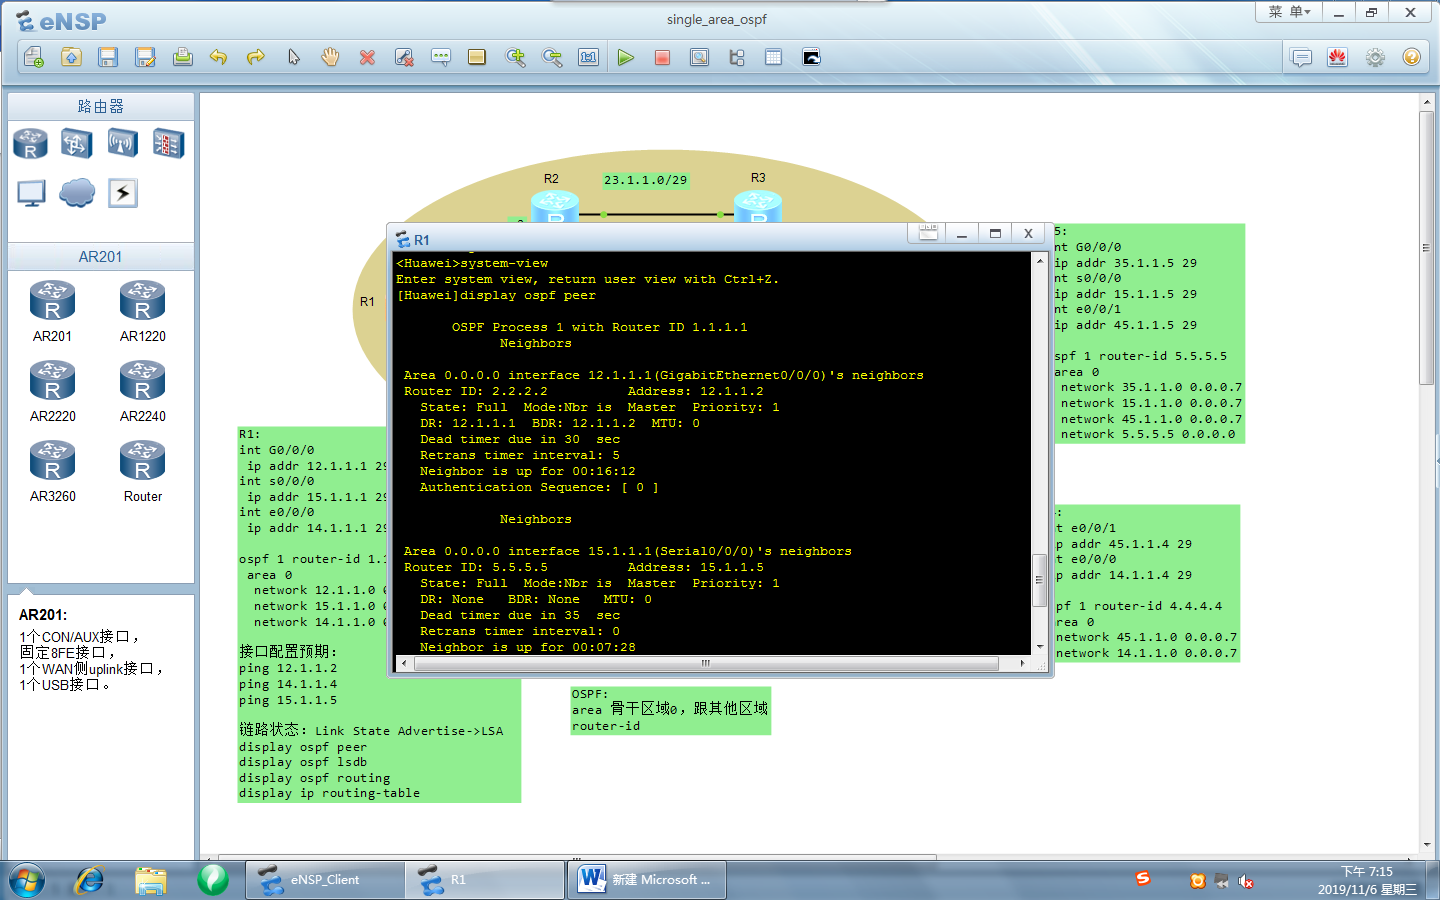 eNSP
single_area_ospf
菜 单
路由器
AR201
AR201
AR1220
AR2220
AR2240
AR3260
Router
AR201:
1个CON/AUX接口，
固定8FE接口，
1个WAN侧uplink接口，
1个USB接口。
R2
23.1.1.0/29
R3
R1
R1
<Huawei>system-view
Enter system view, return user view with Ctrl+Z.
[Huawei]display ospf peer
OSPF Process 1 with Router ID 1.1.1.1
Neighbors
Area 0.0.0.0 interface 12.1.1.1(GigabitEthernet0/0/0)'s neighbors
Router ID: 2.2.2.2 Address: 12.1.1.2
State: Full Mode:Nbr is Master Priority: 1
DR: 12.1.1.1 BDR: 12.1.1.2 MTU: 0
Dead timer due in 30 sec
Retrans timer interval: 5
Neighbor is up for 00:16:12
Authentication Sequence: [ 0 ]
Neighbors
Area 0.0.0.0 interface 15.1.1.1(Serial0/0/0)'s neighbors
Router ID: 5.5.5.5 Address: 15.1.1.5
State: Full Mode:Nbr is Master Priority: 1
DR: None BDR: None MTU: 0
Dead timer due in 35 sec
Retrans timer interval: 0
Neighbor is up for 00:07:28
5:
nt G0/0/0
ip addr 35.1.1.5 29
nt s0/0/0
ip addr 15.1.1.5 29
nt e0/0/1
ip addr 45.1.1.5 29
spf 1 router-id 5.5.5.5
area 0
network 35.1.1.0 0.0.0.7
network 15.1.1.0 0.0.0.7
network 45.1.1.0 0.0.0.7
network 5.5.5.5 0.0.0.0
R1:
int G0/0/0
ip addr 12.1.1.1 29
int s0/0/0
ip addr 15.1.1.1 29
int e0/0/0
ip addr 14.1.1.1 29
ospf 1 router-id 1.1
area 0
network 12.1.1.0
network 15.1.1.0
network 14.1.1.0
接口配置预期：
ping 12.1.1.2
ping 14.1.1.4
ping 15.1.1.5
链路状态：Link State Advertise->LSA
display ospf peer
display ospf lsdb
display ospf routing
display ip routing-table
:
t e0/0/1
p addr 45.1.1.4 29
t e0/0/0
p addr 14.1.1.4 29
pf 1 router-id 4.4.4.4
area 0
network 45.1.1.0 0.0.0.7
network 14.1.1.0 0.0.0.7
OSPF:
area 骨干区域0，跟其他区域
router-id
eNSP_Client
R1
新建 Microsoft ...
下午 7:15
2019/11/6 星期三